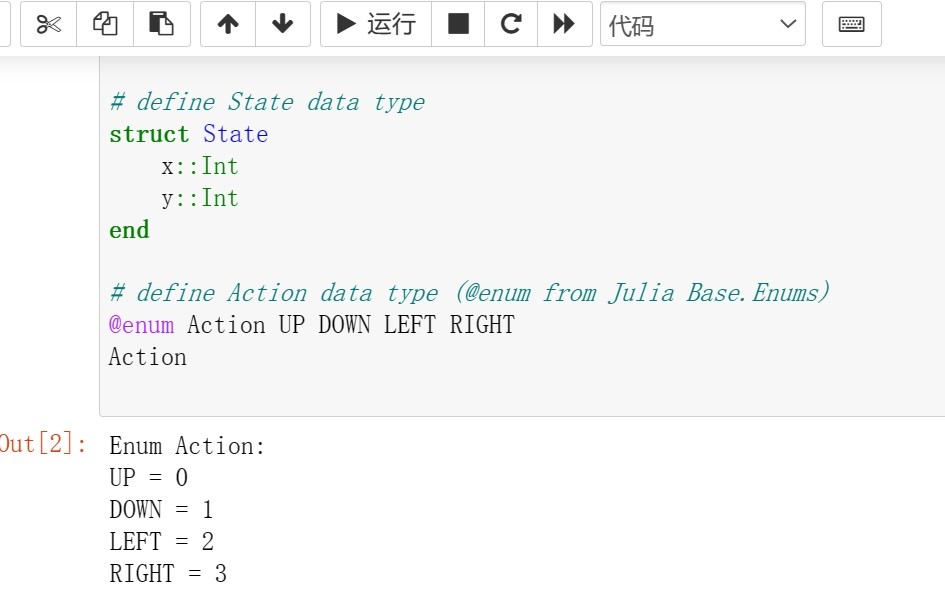 运行
代码
# define State data type
struct State
    x::Int
    y::Int
end
# define Action data type (@enum from Julia Base.Enums)
@enum Action UP DOWN LEFT RIGHT
Action
Out[2]: Enum Action:
UP = 0
DOWN = 1
LEFT = 2
RIGHT = 3